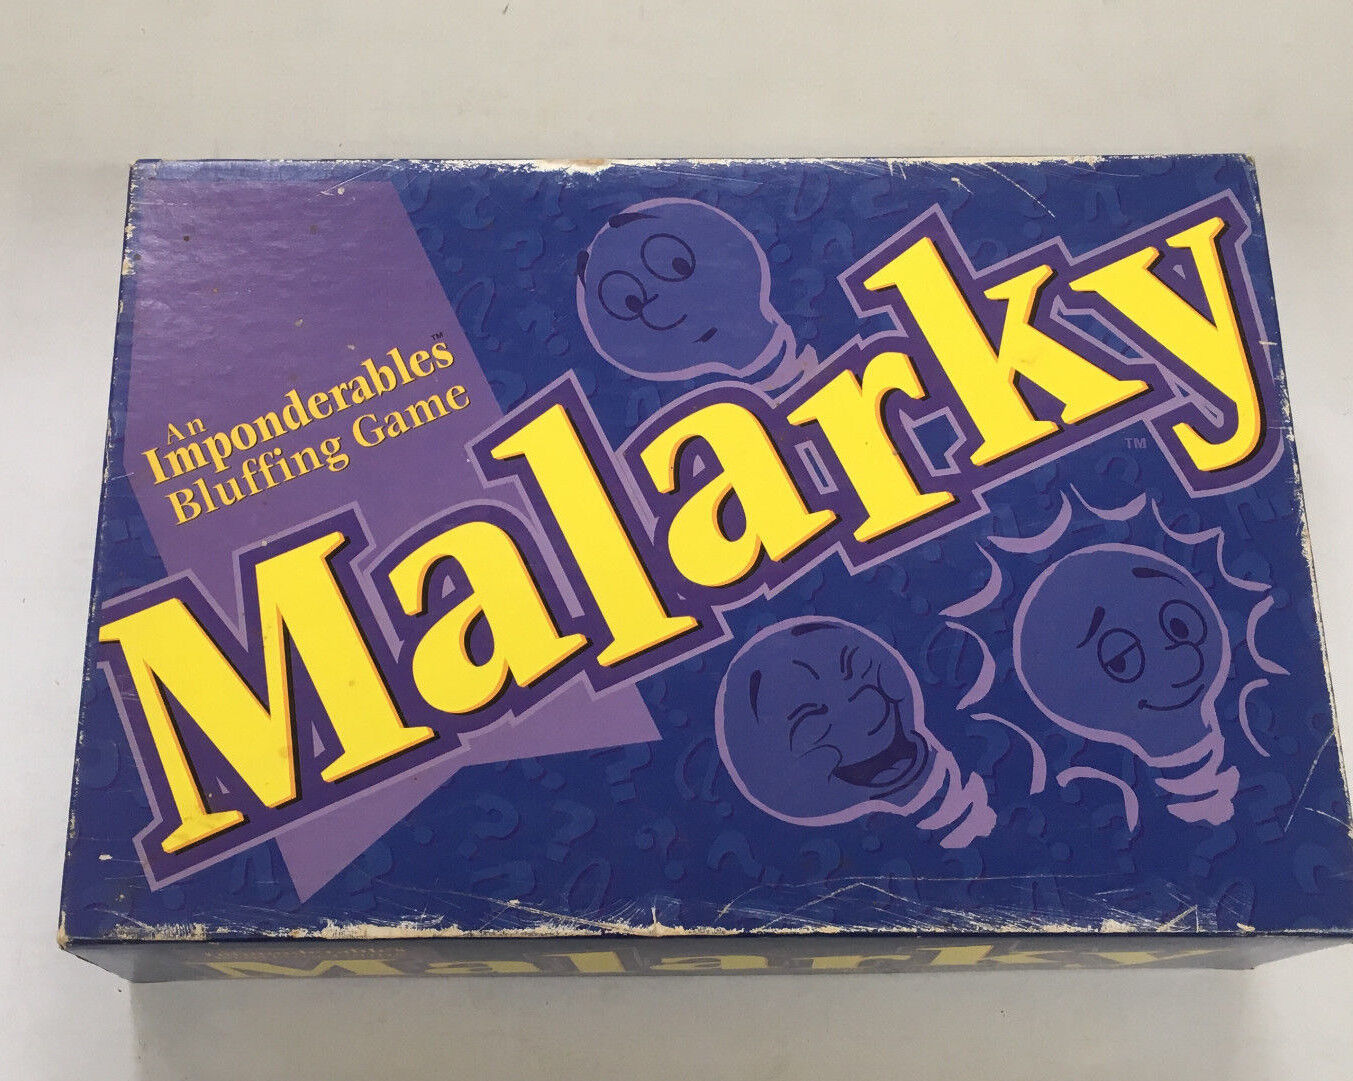 An
Imponderables™
Bluffing Game
Malarky™
Malarky